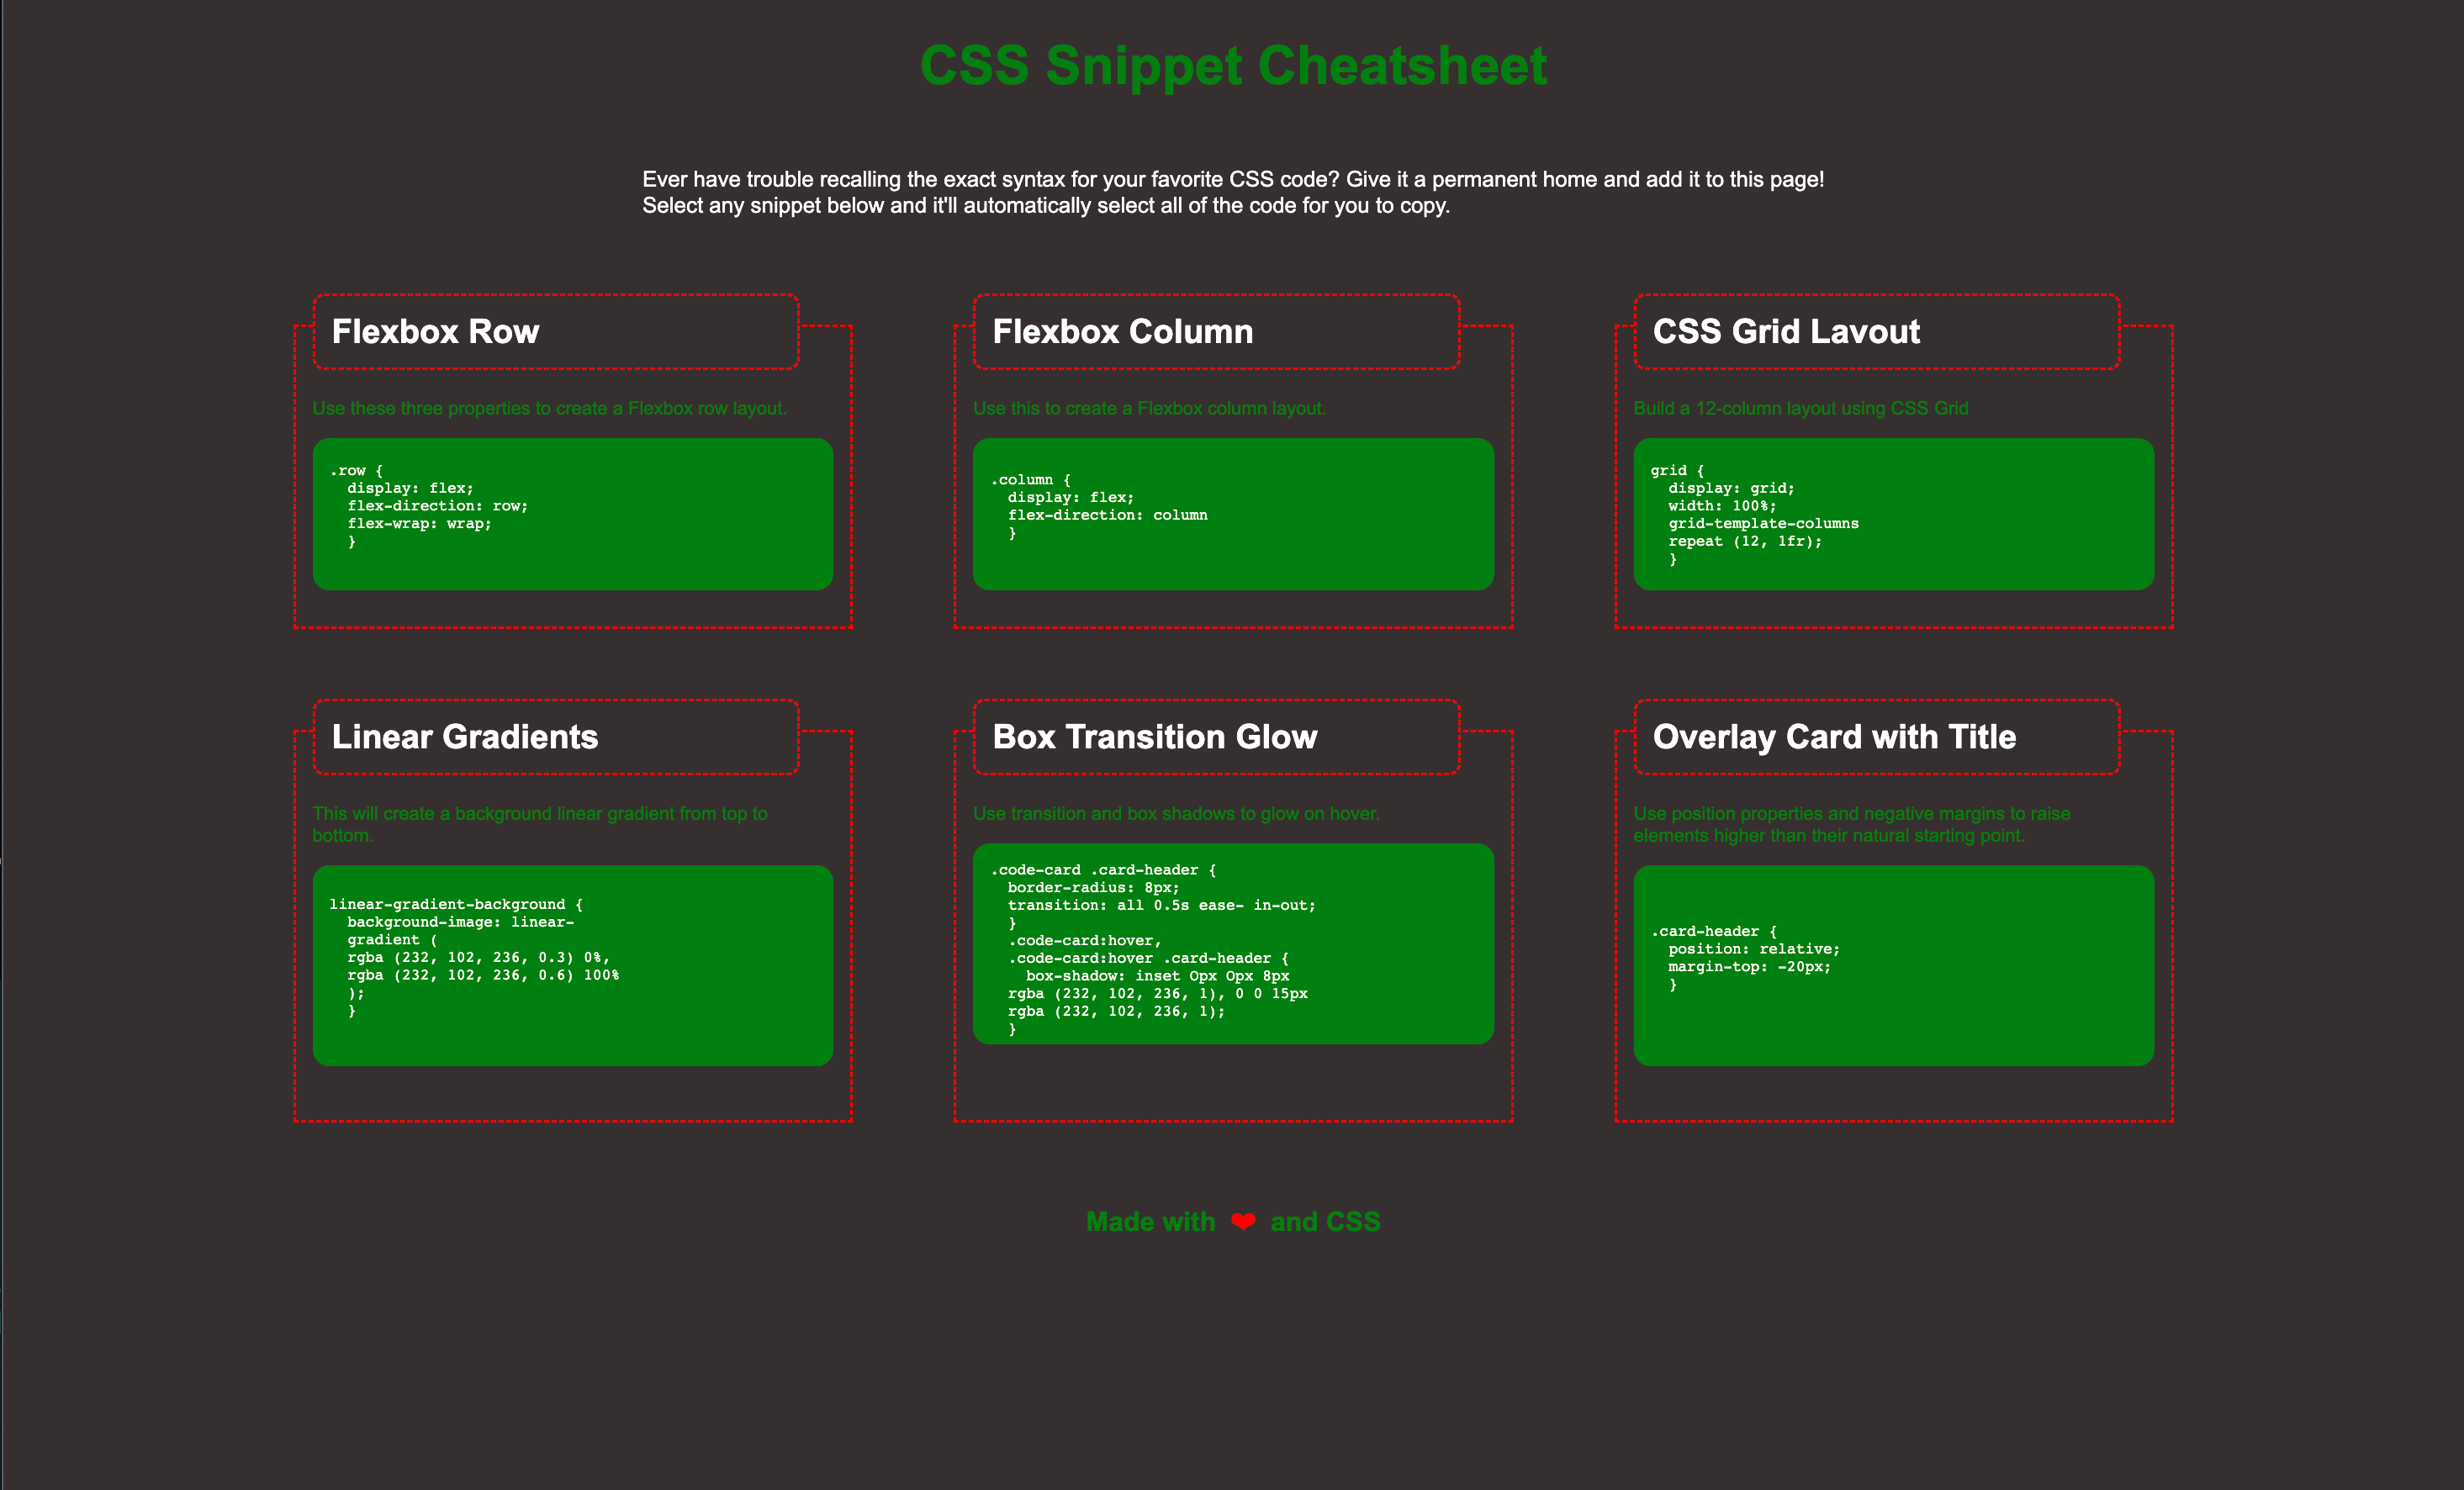 CSS Snippet Cheatsheet
Ever have trouble recalling the exact syntax for your favorite CSS code? Give it a permanent home and add it to this page!
Select any snippet below and it'll automatically select all of the code for you to copy.
Flexbox Row
Use these three properties to create a Flexbox row layout.
.row {
display: flex;
flex-direction: row;
flex-wrap: wrap;
}
Flexbox Column
Use this to create a Flexbox column layout.
.column {
display: flex;
flex-direction: column
}
CSS Grid Lavout
Build a 12-column layout using CSS Grid
grid {
display: grid;
width: 100%;
grid-template-columns
repeat (12, 1fr);
}
Linear Gradients
This will create a background linear gradient from top to
bottom.
linear-gradient-background {
background-image: linear-
gradient (
rgba (232, 102, 236, 0.3) 0%,
rgba (232, 102, 236, 0.6) 100%
);
}
Box Transition Glow
Use transition and box shadows to glow on hover.
.code-card .card-header {
border-radius: 8px;
transition: all 0.5s ease- in-out;
}
.code-card:hover,
.code-card:hover .card-header {
box-shadow: inset Opx Opx 8px
rgba (232, 102, 236, 1), 0 0 15px
rgba (232, 102, 236, 1);
}
Overlay Card with Title
Use position properties and negative margins to raise
elements higher than their natural starting point.
.card-header {
position: relative;
margin-top: -20px;
}
Made with ❤ and CSS